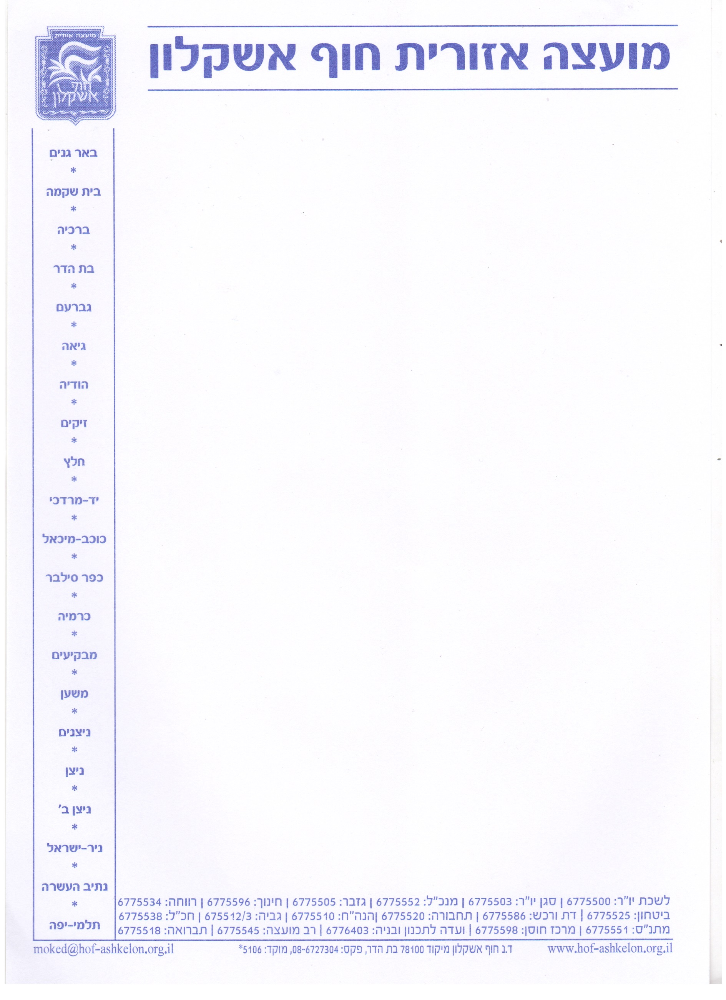 מועצה אזורית
חוף
אשקלון
מועצה אזורית חוף אשקלון
באר גנים
*
בית שקמה
*
ברכיה
*
בת הדר
*
גברעם
*
גיאה
*
הודיה
*
זיקים
*
חלץ
*
יד-מרדכי
*
כוכב-מיכאל
*
כפר סילבר
*
כרמיה
*
מבקיעים
*
משען
*
ניצנים
*
ניצן
*
ניצן ב'
*
ניר-ישראל
*
נתיב העשרה
*
תלמי-יפה
לשכת יו"ר: 6775500 | סגן יו"ר: 6775503 | מנכ"ל: 6775552 | גזבר: 6775505 | חינוך: 6775596 | רווחה: 6775534
ביטחון: 6775525 | דת ורכש: 6775586 | תחבורה: 6775520 |הנה"ח: 6775510 | גביה: 675512/3 | חכ"ל: 6775538
מתנ"ס: 6775551 | מרכז חוסן: 6775598 | ועדה לתכנון ובניה: 6776403 | רב מועצה: 6775545 | תברואה: 6775518
www.hof-ashkelon.org.il ד.נ חוף אשקלון מיקוד 78100 בת הדר, פקס: 08-6727304, מוקד: 5106* moked@hof-ashkelon.org.il